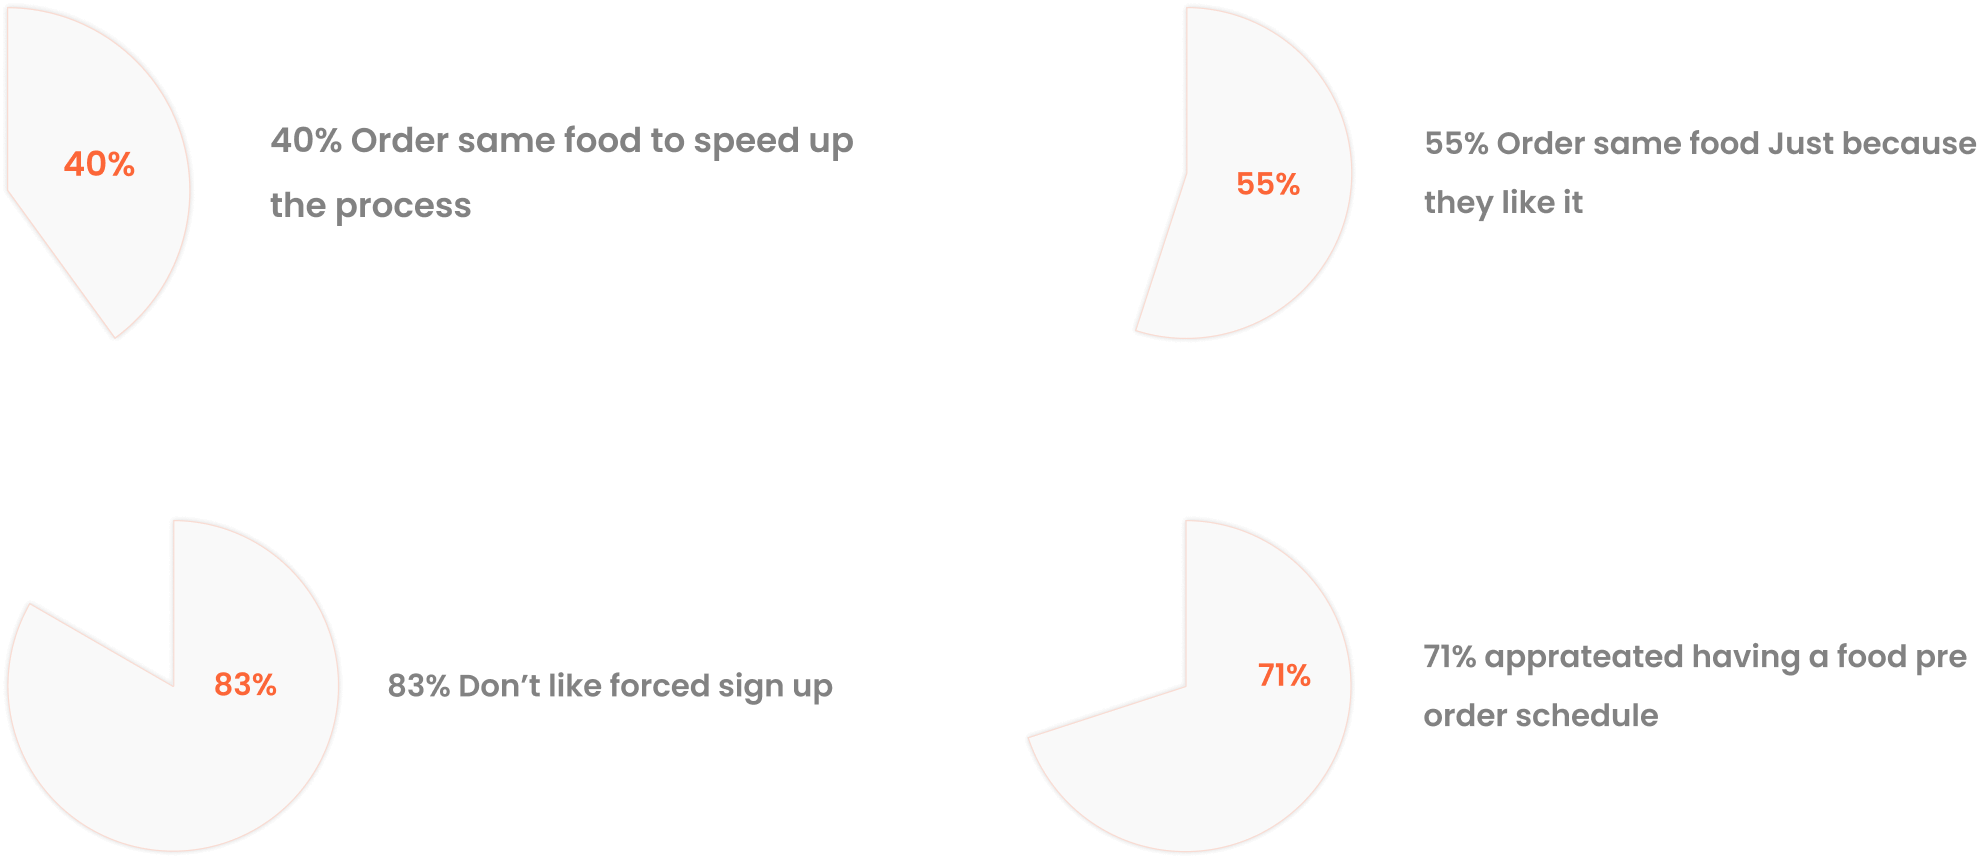 40%
40% Order same food to speed up
the process
55%
55% Order same food Just because
they like it
83%
83% Don’t like forced sign up
71%
71% apprateated having a food pre
order schedule